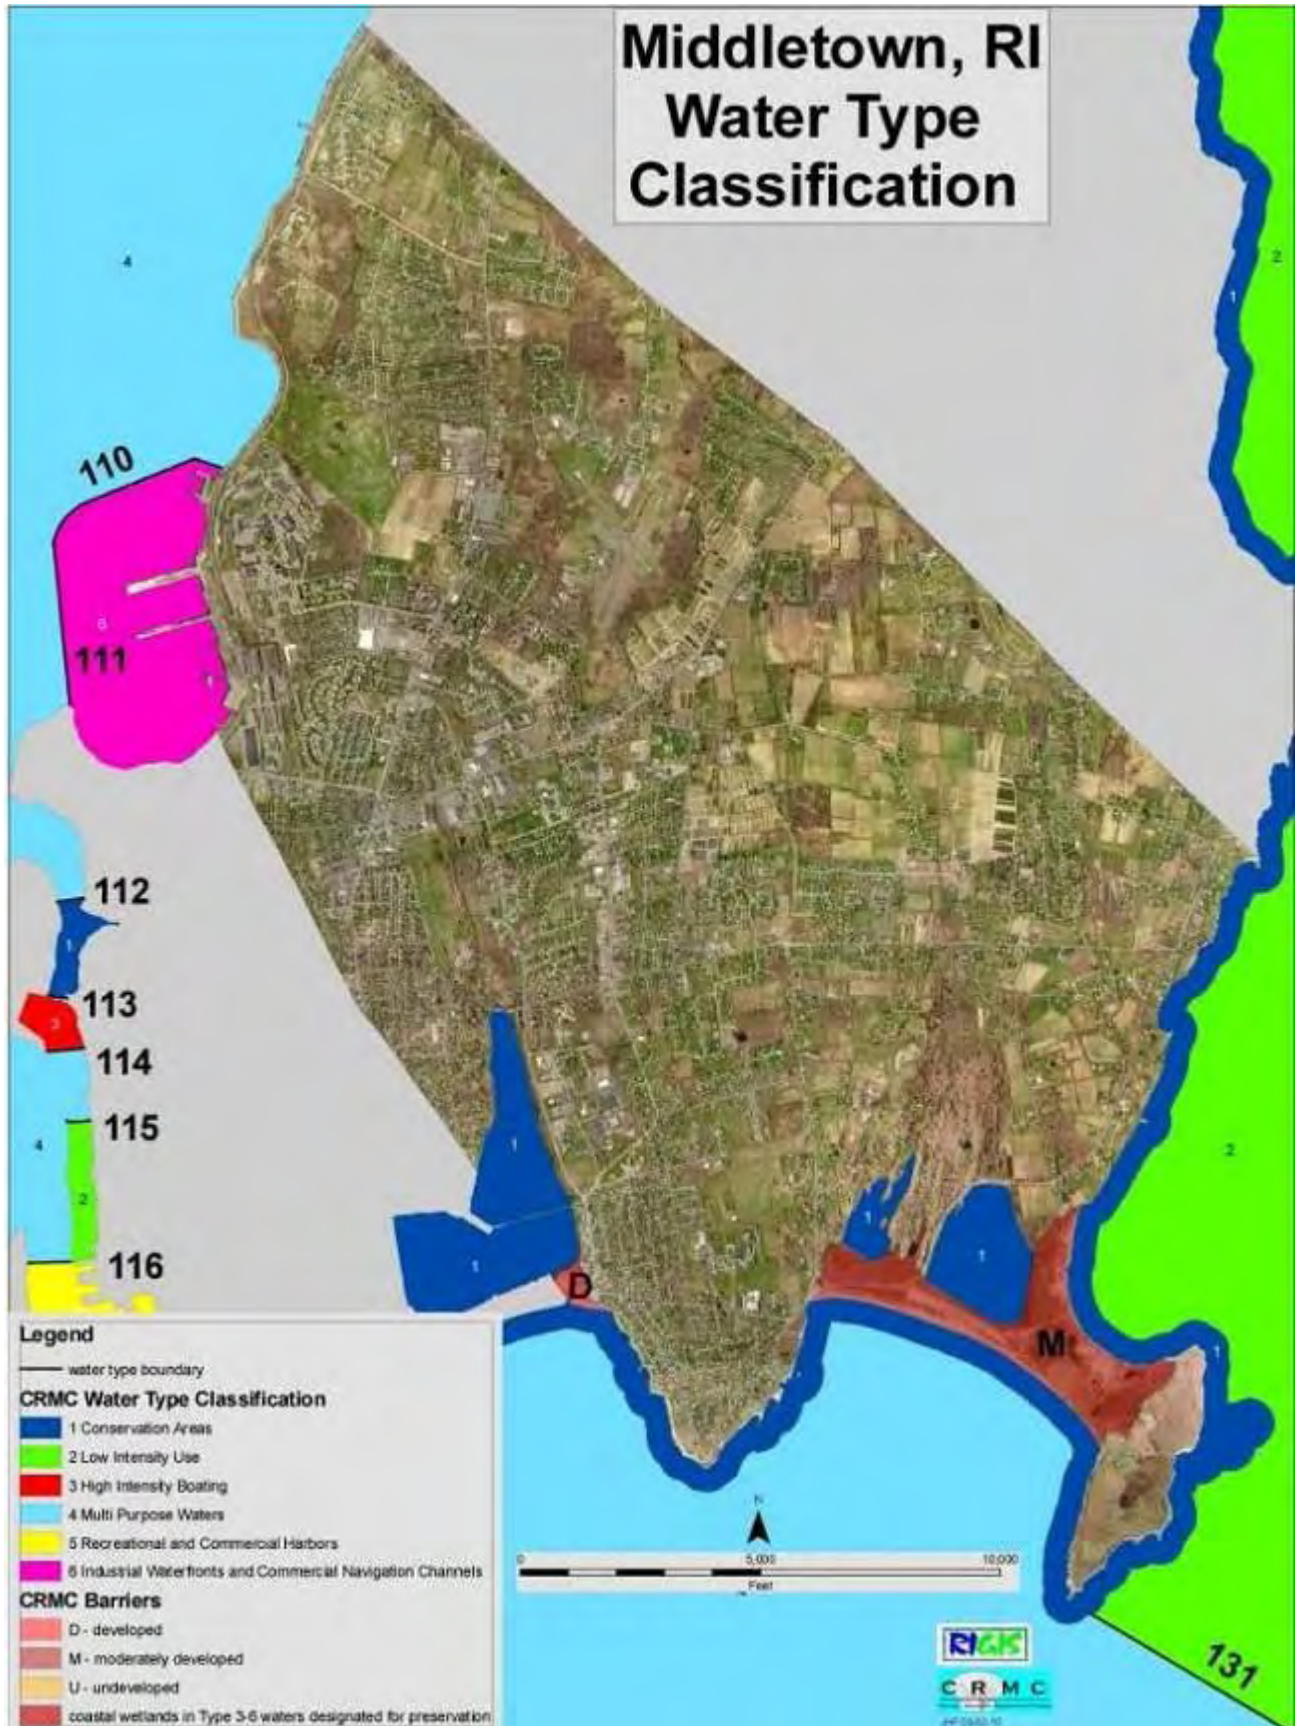 Middletown, RI
Water Type
Classification
4
2
1
110
6
111
112
1
113
3
114
115
4
2
116
1
1
D
1
1
M
2
1
131
Legend
water type boundary
CRMC Water Type Classification
1 Conservation Areas
2 Low Intensity Use
3 High Intensity Boating
4 Multi Purpose Waters
5 Recreational and Commercial Harbors
6 Industrial Waterfronts and Commercial Navigation Channels
CRMC Barriers
D - developed
M - moderately developed
U - undeveloped
coastal wetlands in Type 3-6 waters designated for preservation
N
0 5,000 10,000
Feet
RIGIS
C R M C